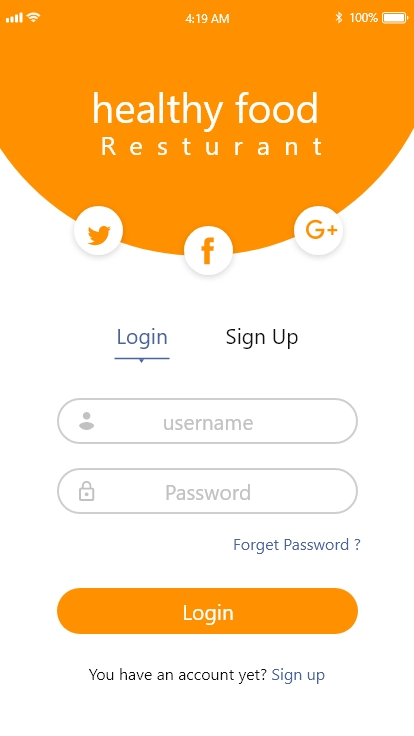 4:19 AM 100%
healthy food
Resturant
G+
Login Sign Up
username
Password
Forget Password ?
Login
You have an account yet? Sign up